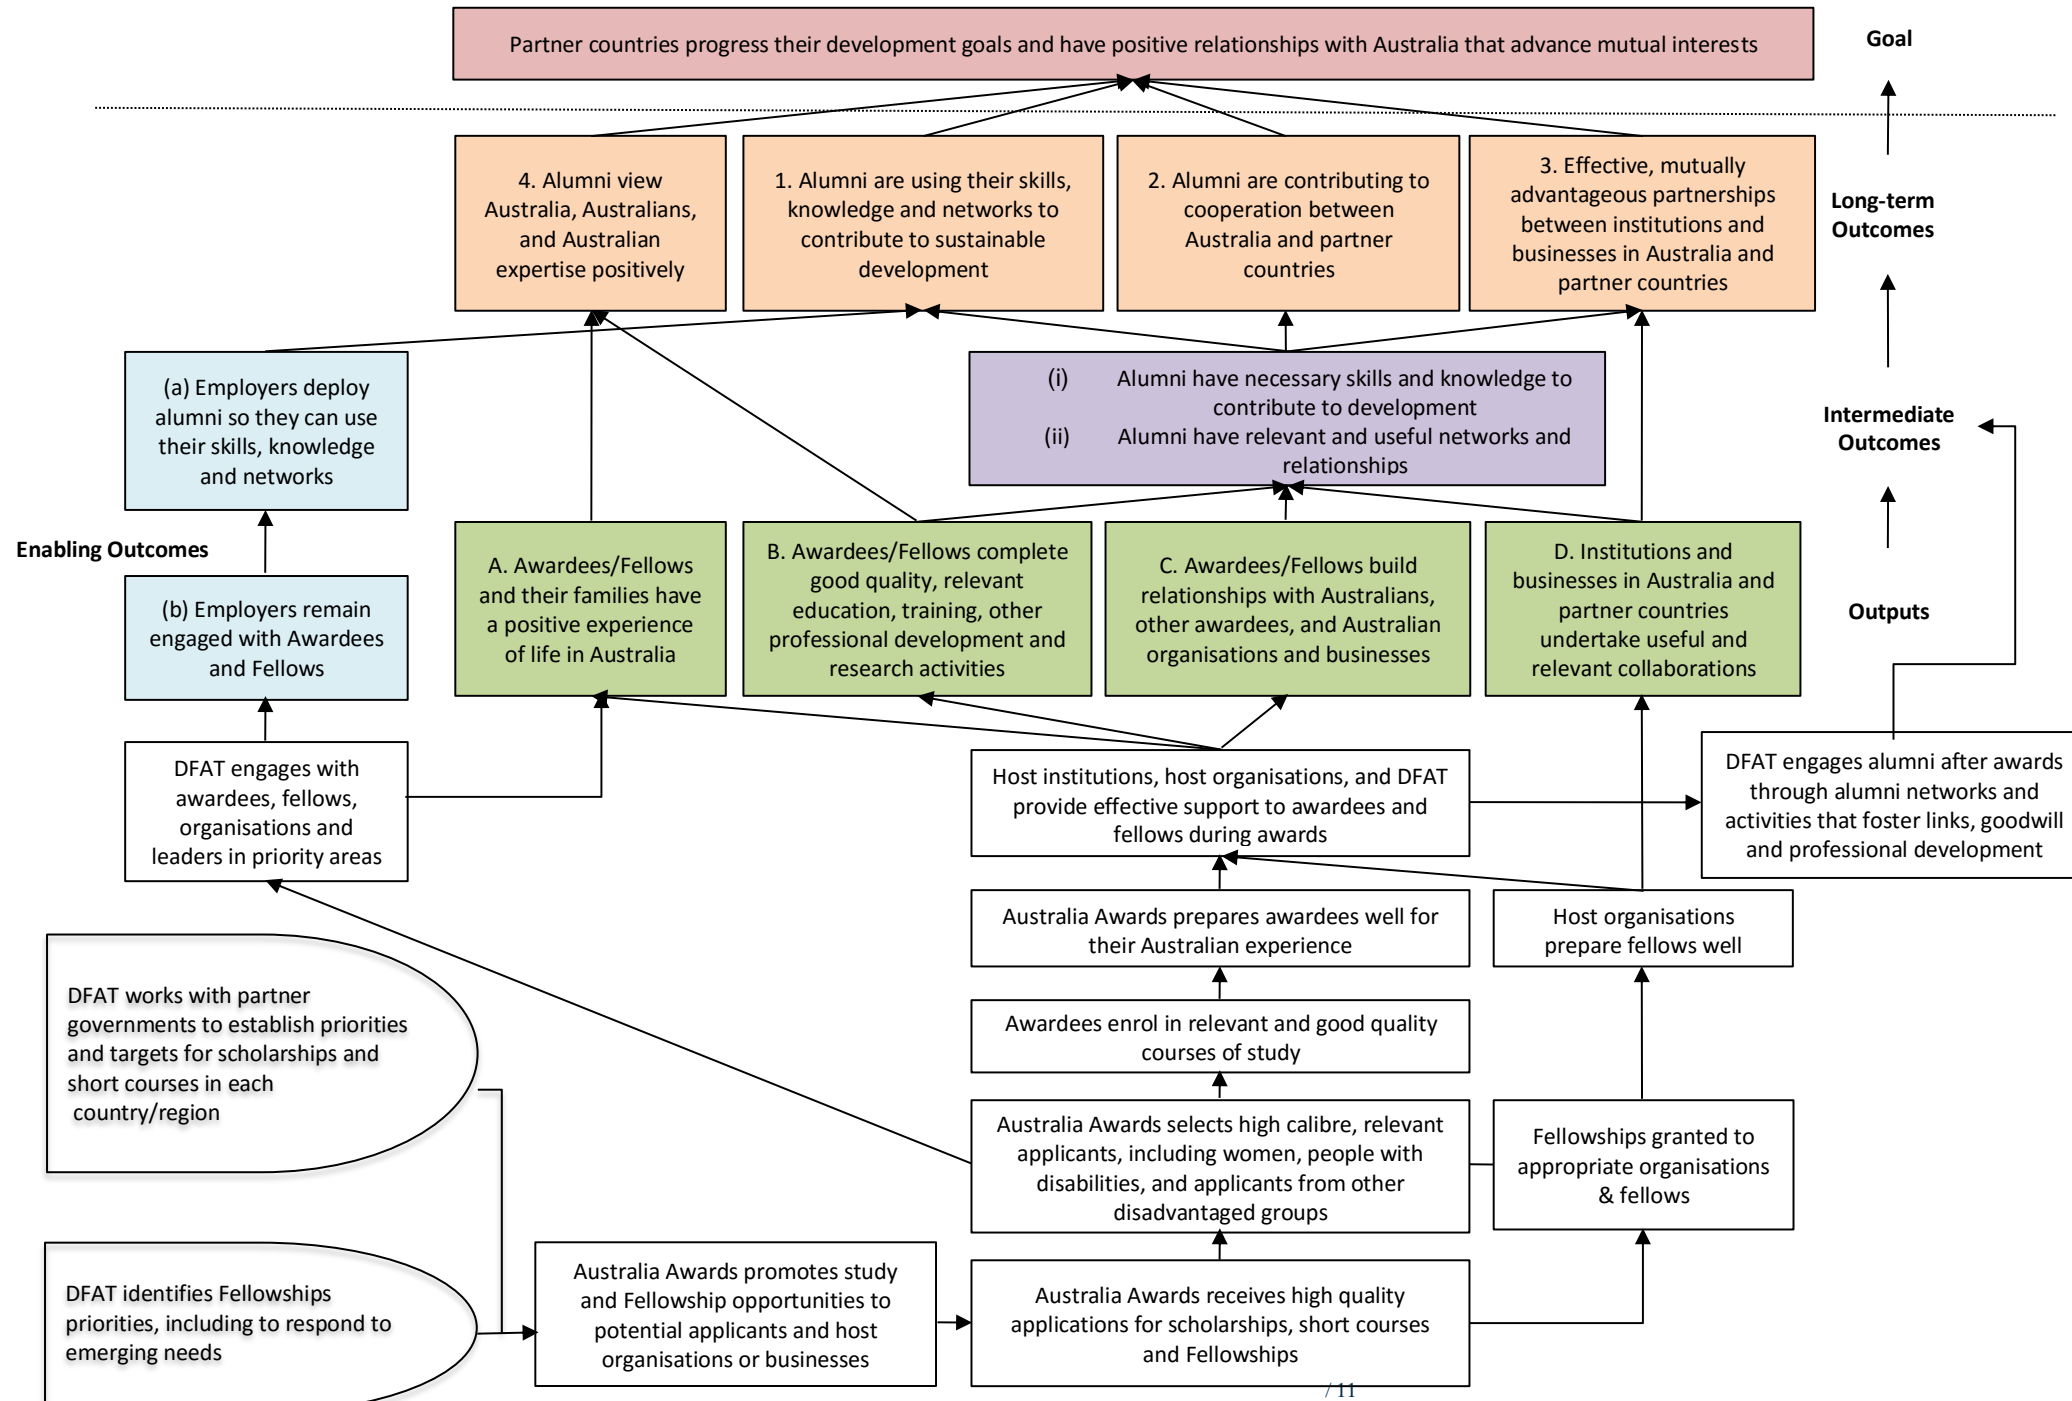 Partner countries progress their development goals and have positive relationships with Australia that advance mutual interests
Goal
4. Alumni view
Australia, Australians,
and Australian
expertise positively
1. Alumni are using their skills,
knowledge and networks to
contribute to sustainable
development
2. Alumni are contributing to
cooperation between
Australia and partner
countries
3. Effective, mutually
advantageous partnerships
between institutions and
businesses in Australia and
partner countries
Long-term
Outcomes
(a) Employers deploy
alumni so they can use
their skills, knowledge
and networks
(i) Alumni have necessary skills and knowledge to
contribute to development
(ii) Alumni have relevant and useful networks and
relationships
Intermediate
Outcomes
Enabling Outcomes
(b) Employers remain
engaged with Awardees
and Fellows
A. Awardees/Fellows
and their families have
a positive experience
of life in Australia
B. Awardees/Fellows complete
good quality, relevant
education, training, other
professional development and
research activities
C. Awardees/Fellows build
relationships with Australians,
other awardees, and Australian
organisations and businesses
D. Institutions and
businesses in Australia and
partner countries
undertake useful and
relevant collaborations
Outputs
DFAT engages with
awardees, fellows,
organisations and
leaders in priority areas
Host institutions, host organisations, and DFAT
provide effective support to awardees and
fellows during awards
DFAT engages alumni after awards
through alumni networks and
activities that foster links, goodwill
and professional development
Australia Awards prepares awardees well for
their Australian experience
Host organisations
prepare fellows well
DFAT works with partner
governments to establish priorities
and targets for scholarships and
short courses in each
country/region
Awardees enrol in relevant and good quality
courses of study
Australia Awards selects high calibre, relevant
applicants, including women, people with
disabilities, and applicants from other
disadvantaged groups
Fellowships granted to
appropriate organisations
& fellows
DFAT identifies Fellowships
priorities, including to respond to
emerging needs
Australia Awards promotes study
and Fellowship opportunities to
potential applicants and host
organisations or businesses
Australia Awards receives high quality
applications for scholarships, short courses
and Fellowships
/ 11